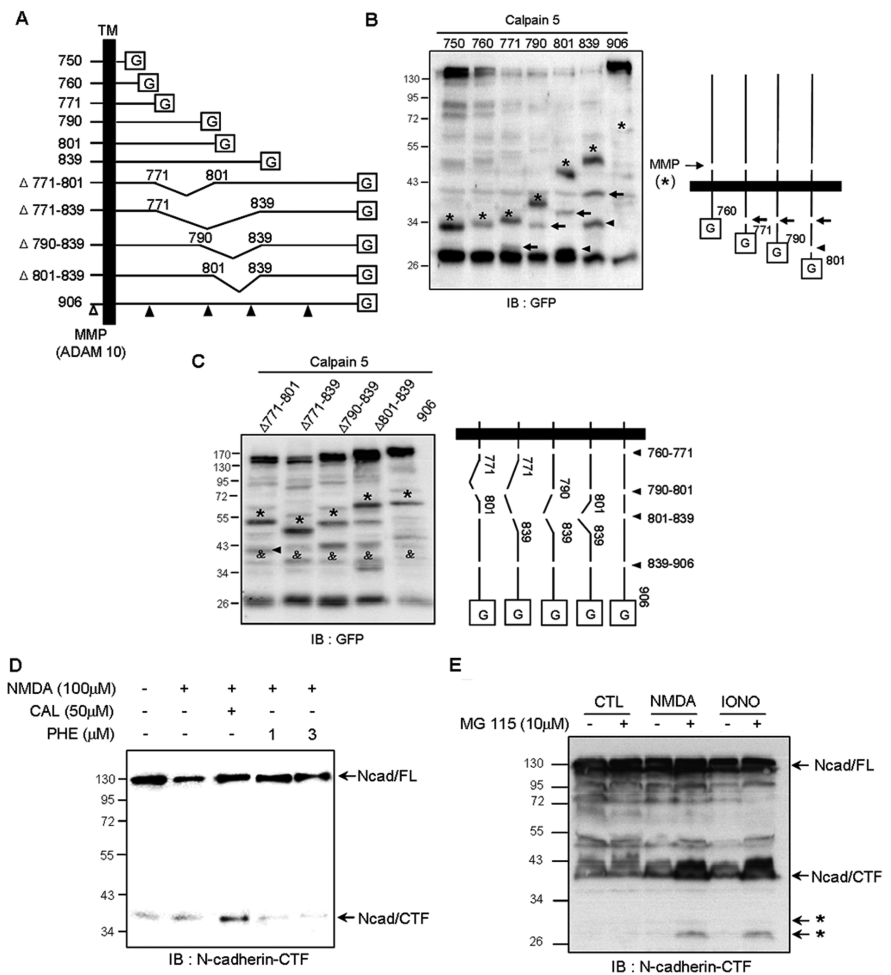 A
TM
750 G
760 G
771 G
790 G
801 G
839 G
Δ 771-801 771 801 G
Δ 771-839 771 839 G
Δ 790-839 790 839 G
Δ 801-839 801 839 G
906 G
MMP
(ADAM 10)
B
Calpain 5
750 760 771 790 801 839 906
130
95
72
55
43
34
26
* * * * * * *
IB : GFP
MMP
(*)
G 760
G 771
G 790
G 801
C
Calpain 5
Δ771-801 Δ771-839 Δ790-839 Δ801-839 906
170
130
95
72
55
43
34
26
* * * * *
& & & & &
IB : GFP
771 771 790 801
801 839 839 839
760-771
790-801
801-839
839-906
906
G G G G G
D
NMDA (100μM) - + + + +
CAL (50μM) - - + - -
PHE (μM) - - - 1 3
130
95
72
55
43
34
Ncad/FL
Ncad/CTF
IB : N-cadherin-CTF
E
CTL NMDA IONO
MG 115 (10μM) - + - + - +
130
95
72
55
43
34
26
Ncad/FL
Ncad/CTF
*
*
IB : N-cadherin-CTF